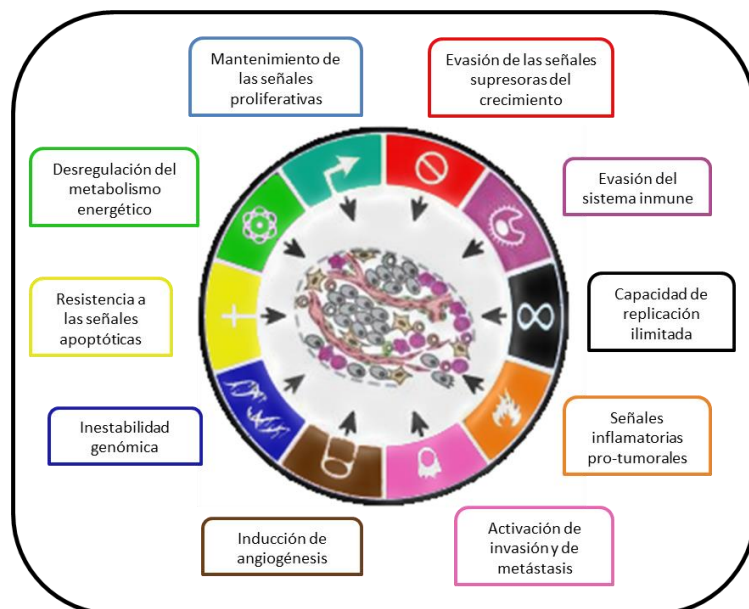 Mantenimiento de
las señales
proliferativas
Evasión de las señales
supresoras del
crecimiento
Desregulación del
metabolismo
energético
Evasión del
sistema inmune
Resistencia a
las señales
apoptóticas
Capacidad de
replicación
ilimitada
Inestabilidad
genómica
Señales
inflamatorias
pro-tumorales
Inducción de
angiogénesis
Activación de
invasión y de
metástasis